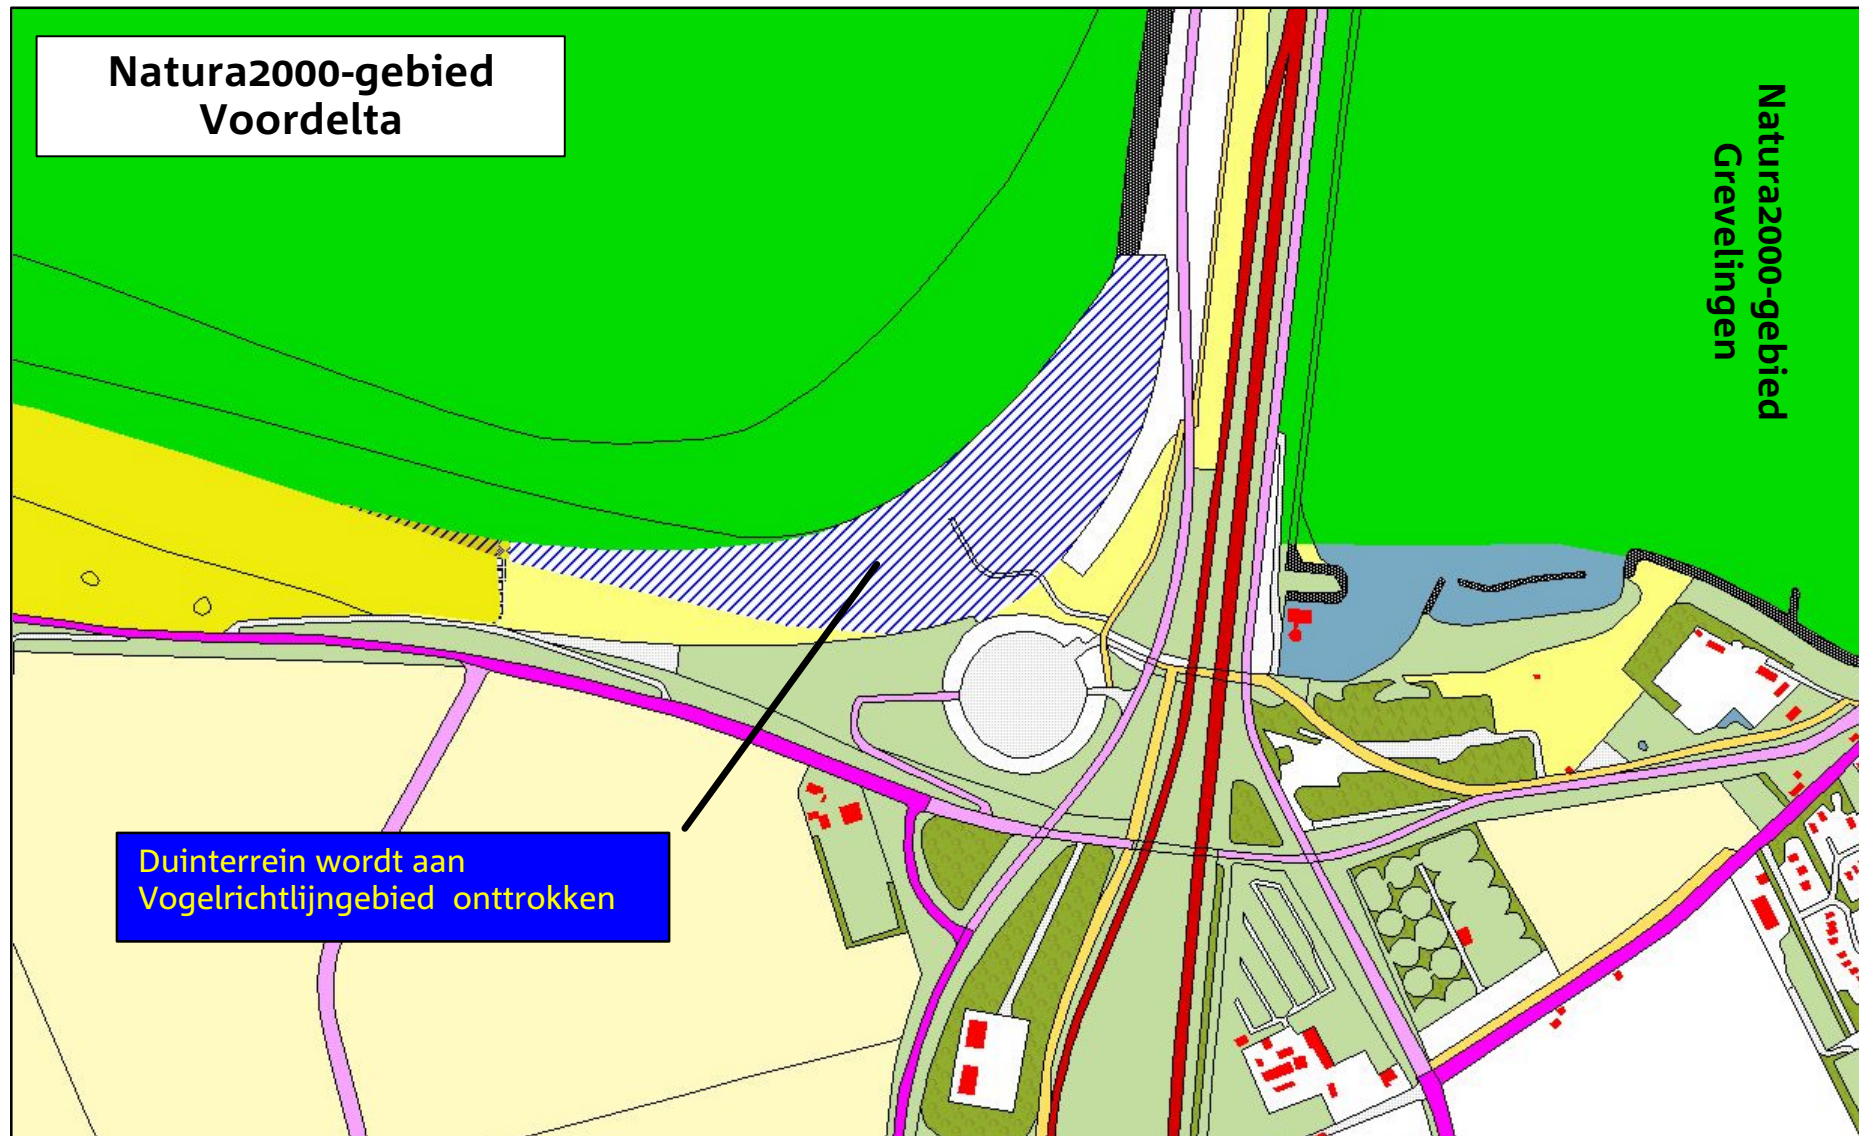 Natura2000-gebied
Voordelta
Natura2000-gebied
Grevelingen
Duinterrein wordt aan
Vogelrichtlijngebied onttrokken